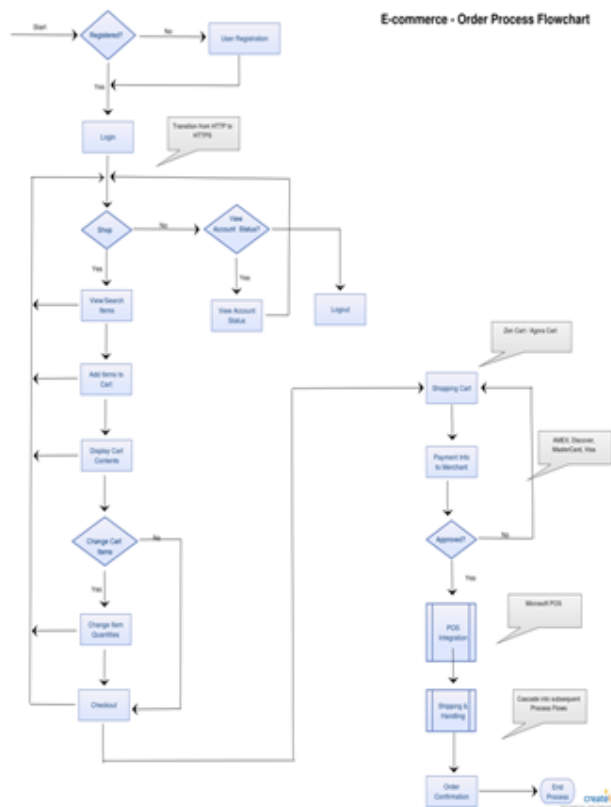 E-commerce - Order Process Flowchart
Start
Registered?
No
User Registration
Yes
Login
Transition from HTTP to
HTTPS
Shop
No
View
Account Status?
Yes
Yes
View/Search
Items
View Account
Status
Logout
Add Items to
Cart
Display Cart
Contents
Change Cart
Items
No
Yes
Change Item
Quantities
Checkout
Zen Cart / Agora Cart
Shopping Cart
Payment Info
to Merchant
AMEX, Discover,
MasterCard, Visa
Approved?
No
Yes
Microsoft POS
POS
Integration
Shipping &
Handling
Cascade into subsequent
Process Flows
Order
Confirmation
End
Process
create